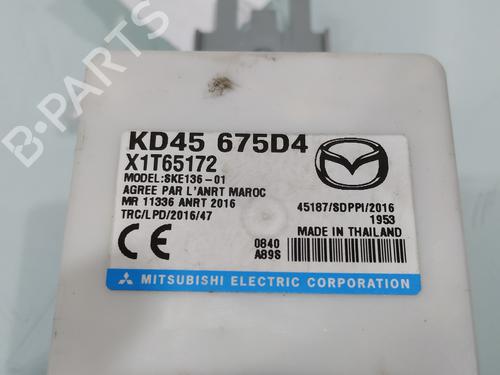 KD45 675D4
X1T65172
MODEL:SKE136-01
AGREE PAR L'ANRT MAROC
MR 11336 ANRT 2016
TRC/LPD/2016/47
45187/SDPPI/2016
1953
MADE IN THAILAND
CE
0840
A89S
MITSUBISHI ELECTRIC CORPORATION
B-PARTS